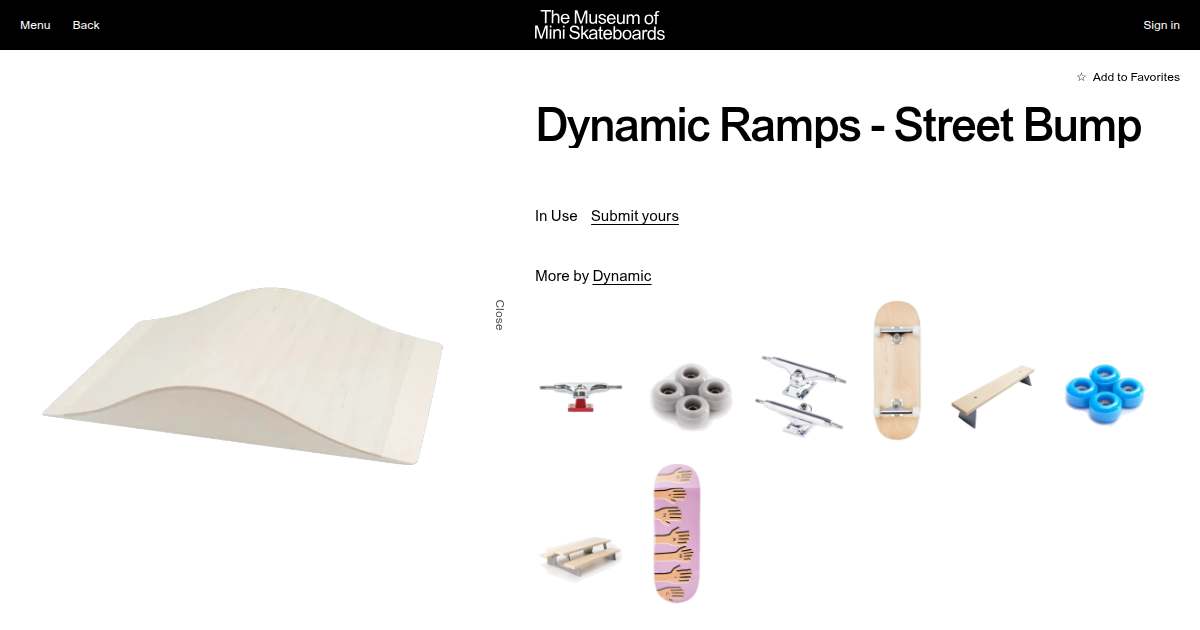 Menu
Back
The Museum of
Mini Skateboards
Sign in
☆ Add to Favorites
Dynamic Ramps - Street Bump
In Use Submit yours
More by Dynamic
Close